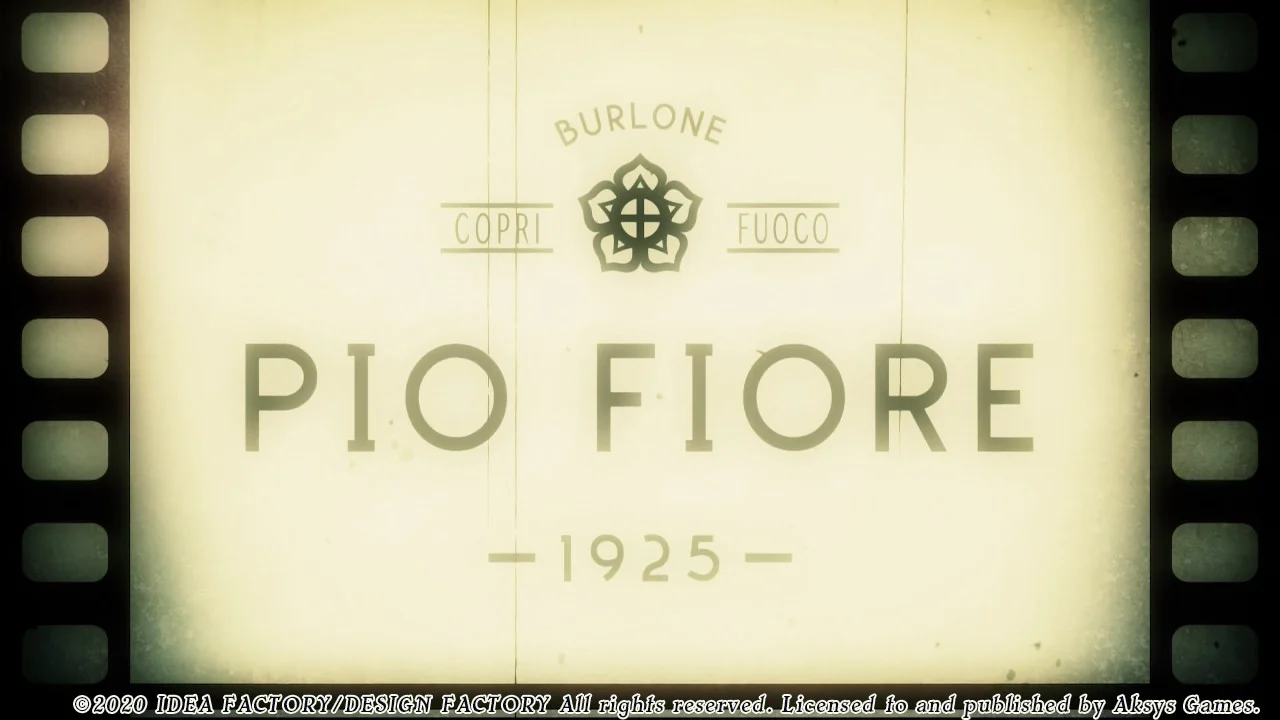 BURLONE
COPRI FUOCO
PIO FIORE
1925
©2020 IDEA FACTORY/DESIGN FACTORY All rights reserved. Licensed to and published by Aksys Games.